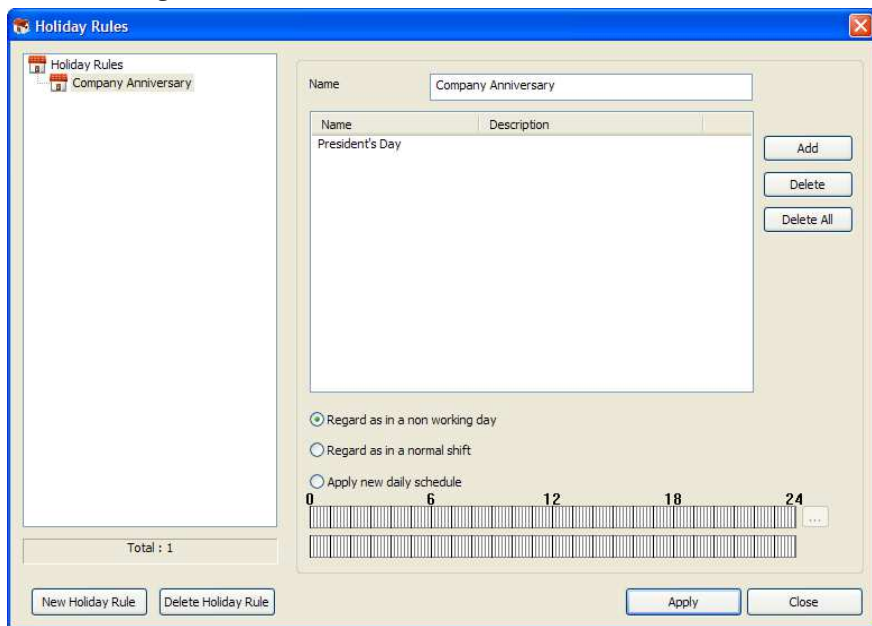 Holiday Rules
Holiday Rules
Company Anniversary
Name
Company Anniversary
Name Description
President's Day
Add
Delete
Delete All
Regard as in a non working day
Regard as in a normal shift
Apply new daily schedule
0 6 12 18 24
...
Total : 1
New Holiday Rule Delete Holiday Rule Apply Close